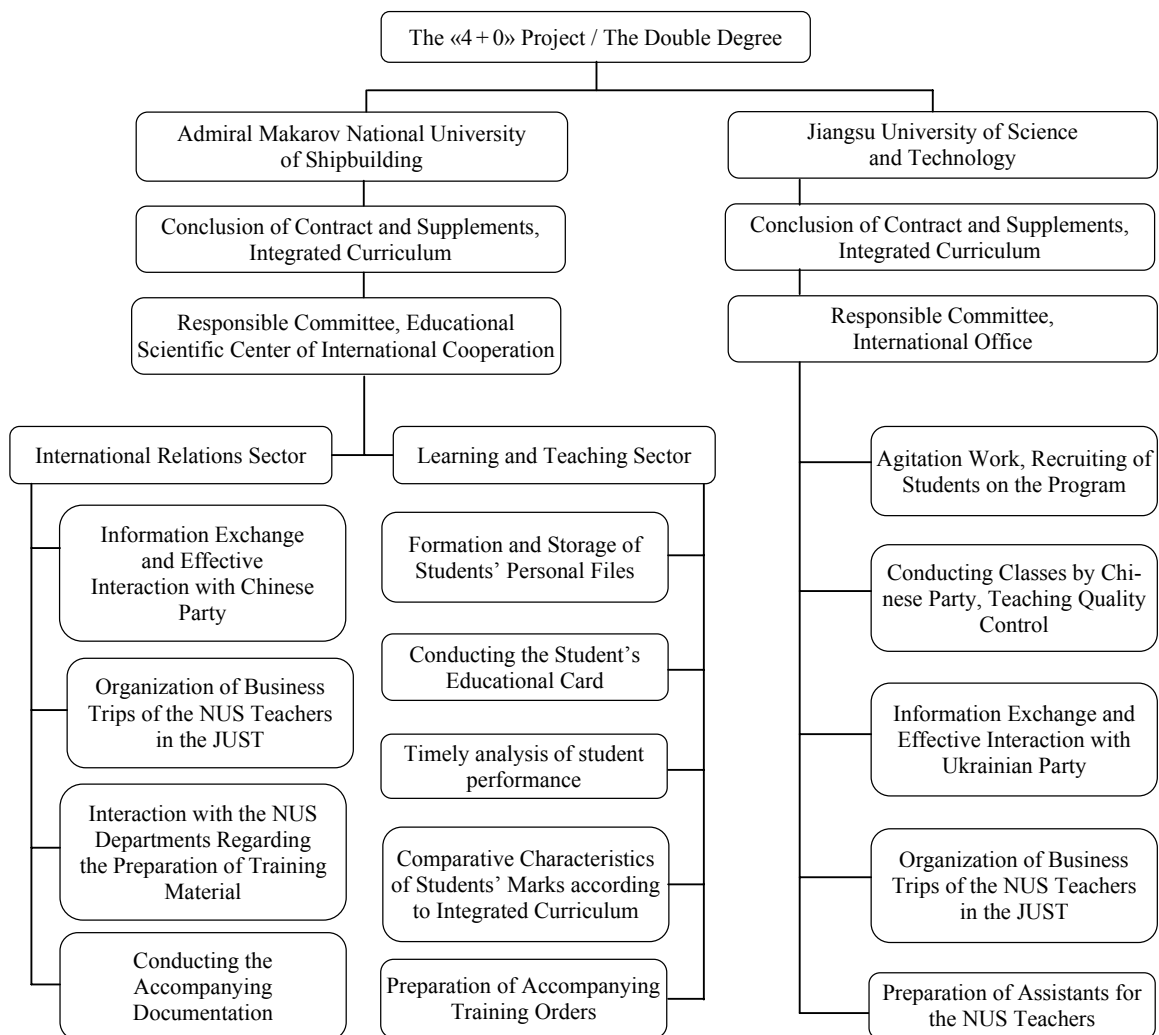 The «4 + 0» Project / The Double Degree
Admiral Makarov National University
of Shipbuilding
Conclusion of Contract and Supplements,
Integrated Curriculum
Responsible Committee, Educational
Scientific Center of International Cooperation
International Relations Sector
Information Exchange
and Effective
Interaction with Chinese
Party
Organization of Business
Trips of the NUS Teachers
in the JUST
Interaction with the NUS
Departments Regarding
the Preparation of Training
Material
Conducting the
Accompanying
Documentation
Learning and Teaching Sector
Formation and Storage of
Students’ Personal Files
Conducting the Student’s
Educational Card
Timely analysis of student
performance
Comparative Characteristics
of Students’ Marks according
to Integrated Curriculum
Preparation of Accompanying
Training Orders
Jiangsu University of Science
and Technology
Conclusion of Contract and Supplements,
Integrated Curriculum
Responsible Committee,
International Office
Agitation Work, Recruiting of
Students on the Program
Conducting Classes by Chi-
nese Party, Teaching Quality
Control
Information Exchange and
Effective Interaction with
Ukrainian Party
Organization of Business
Trips of the NUS Teachers
in the JUST
Preparation of Assistants for
the NUS Teachers